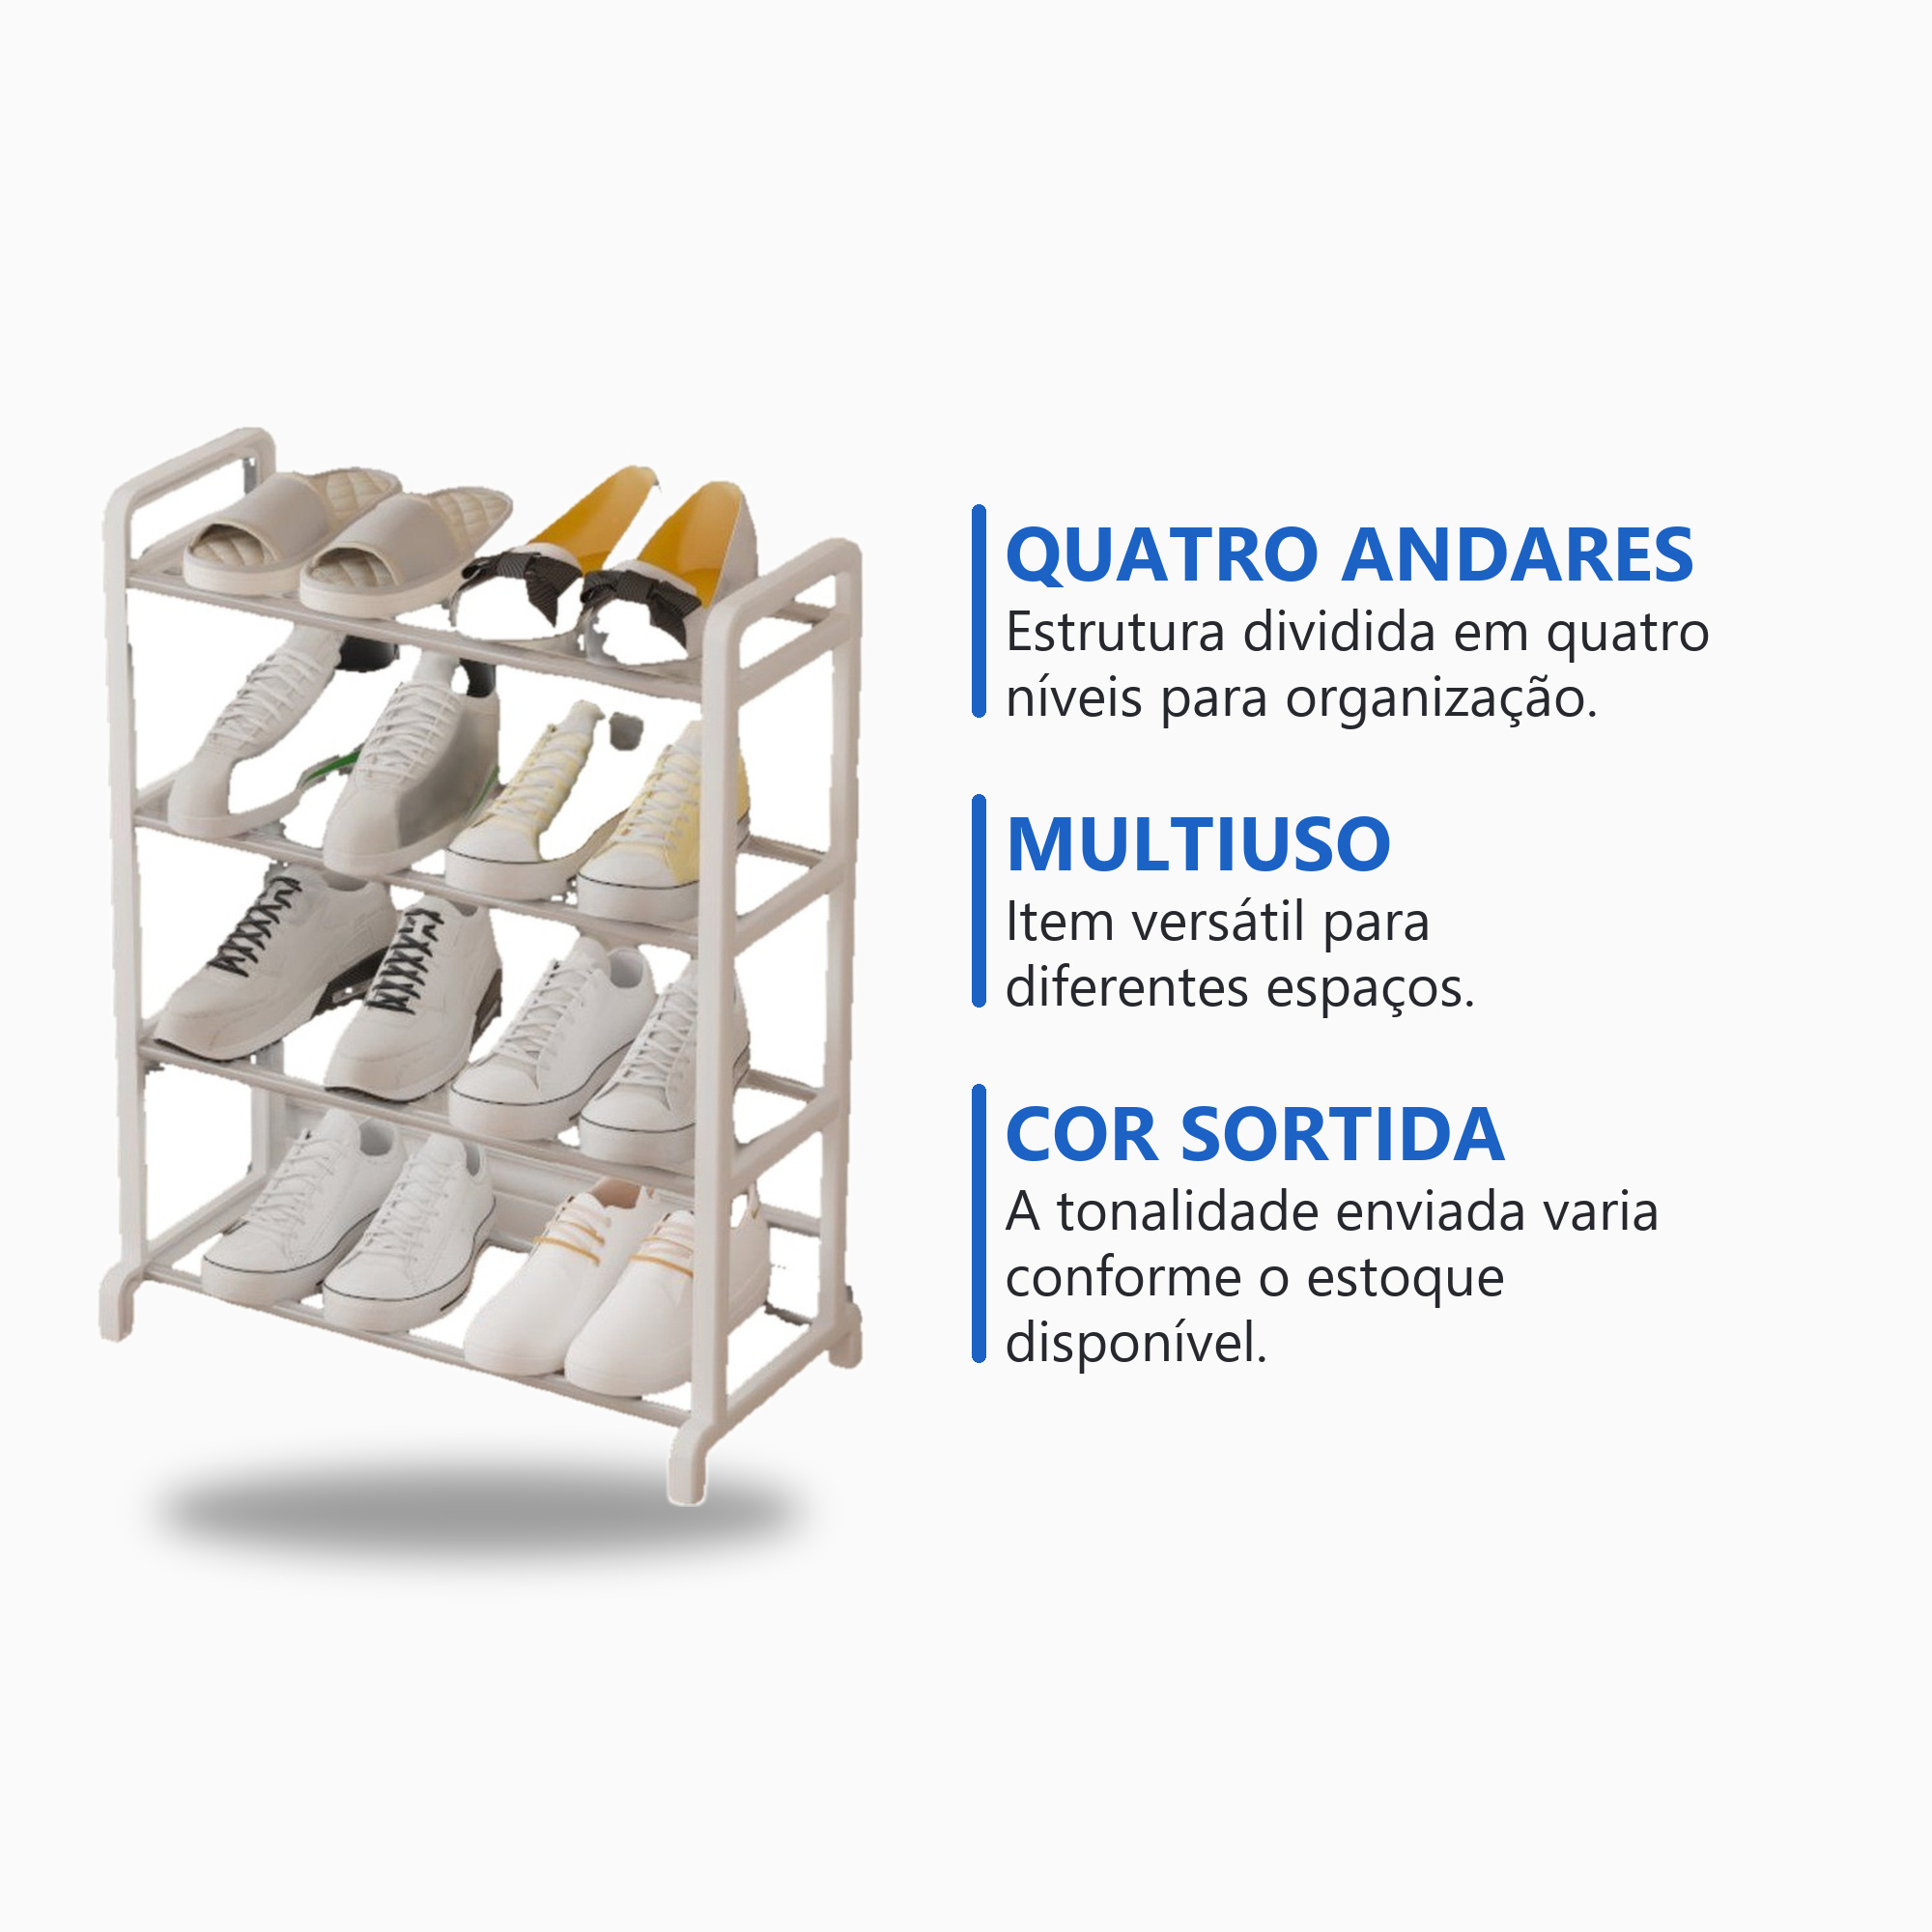 QUATRO ANDARES
Estrutura dividida em quatro
níveis para organização.
MULTIUSO
Item versátil para
diferentes espaços.
COR SORTIDA
A tonalidade enviada varia
conforme o estoque
disponível.